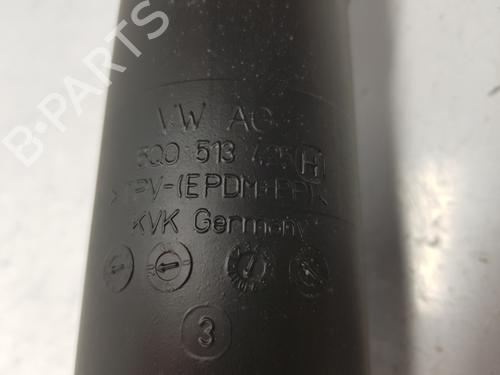 VW AG
5Q0 513 425 H
>TPV-(EPDM+PP)<
KVK Germany
3
B-PARTS